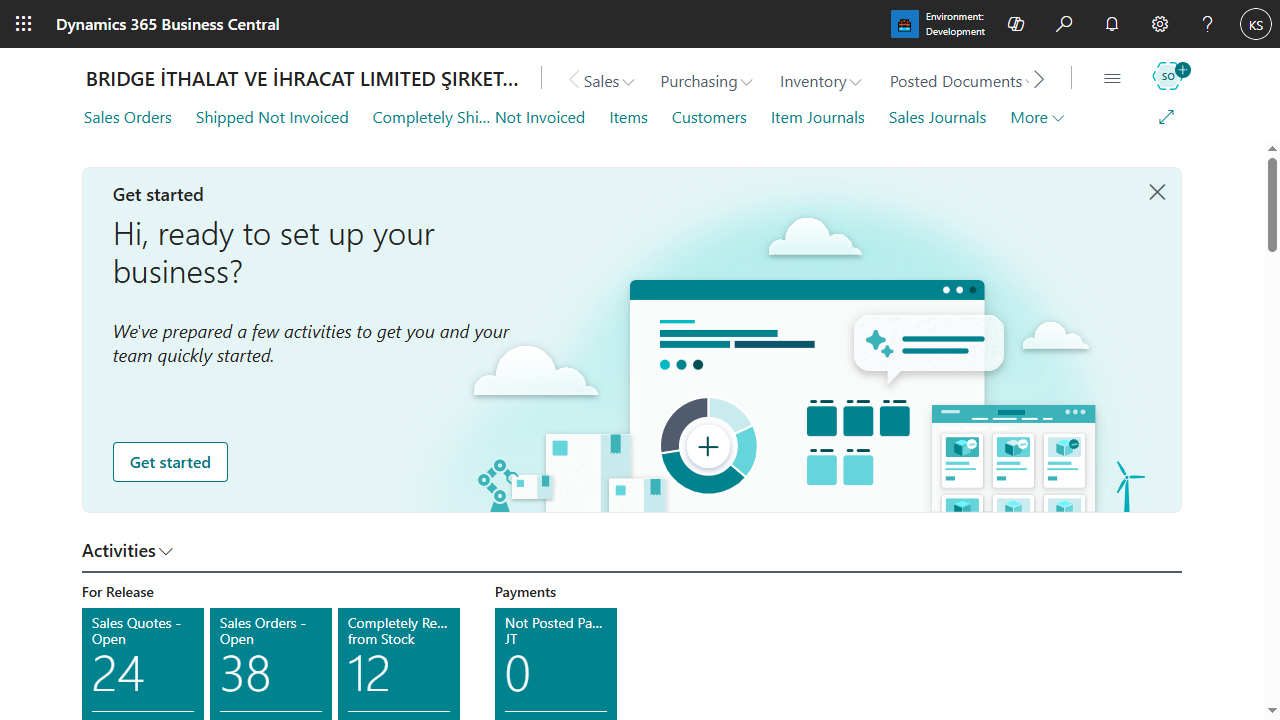 Dynamics 365 Business Central
Environment:
Development
KS
BRIDGE İTHALAT VE İHRACAT LIMITED ŞIRKET...
Sales
Purchasing
Inventory
Posted Documents
SO
Sales Orders
Shipped Not Invoiced
Completely Shi... Not Invoiced
Items
Customers
Item Journals
Sales Journals
More
Get started
Hi, ready to set up your
business?
We've prepared a few activities to get you and your
team quickly started.
Get started
Activities
For Release
Payments
Sales Quotes -
Open
24
Sales Orders -
Open
38
Completely Re...
from Stock
12
Not Posted Pa...
JT
0